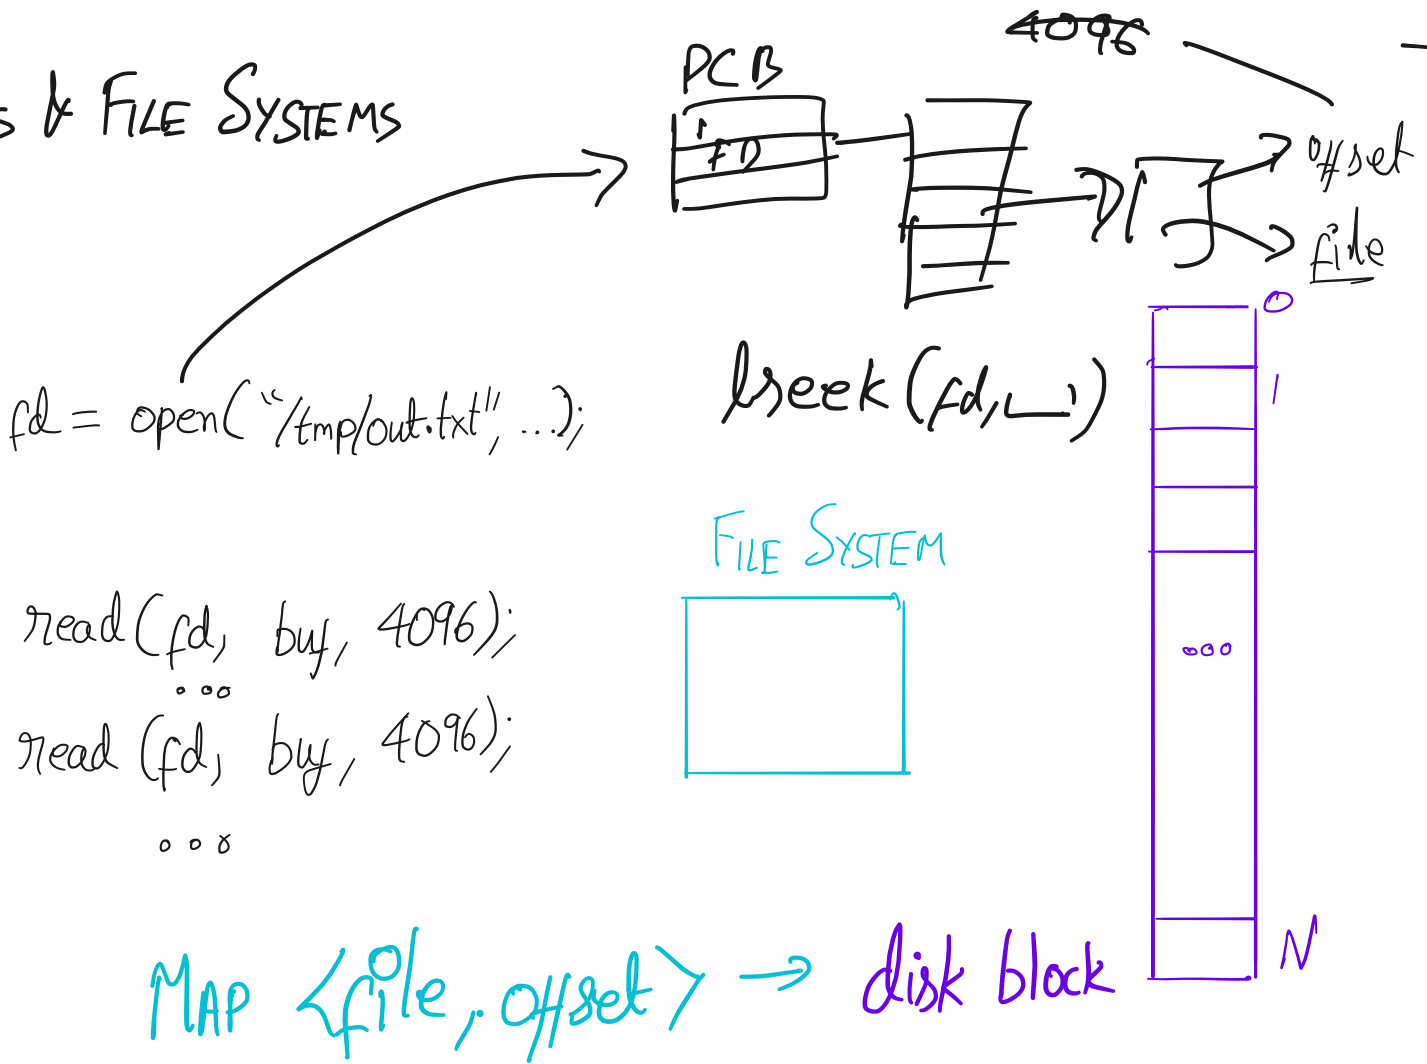 & FILE SYSTEMS
PCB
4096
FD
offset
file
fd = open("/tmp/out.txt", ...);
lseek(fd, __, )
0
1
FILE SYSTEM
read(fd, buf, 4096);
...
read (fd, buf, 4096);
...
...
N
MAP <file, offset> → disk block